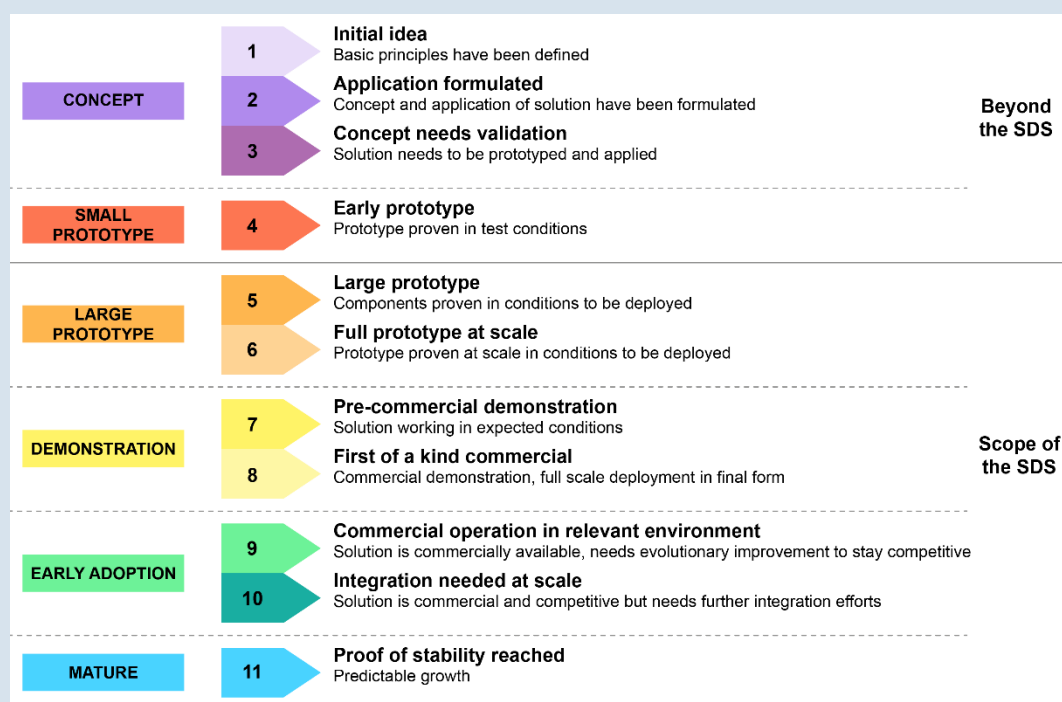 CONCEPT
1
Initial idea
Basic principles have been defined
2
Application formulated
Concept and application of solution have been formulated
3
Concept needs validation
Solution needs to be prototyped and applied
Beyond
the SDS
SMALL
PROTOTYPE
4
Early prototype
Prototype proven in test conditions
LARGE
PROTOTYPE
5
Large prototype
Components proven in conditions to be deployed
6
Full prototype at scale
Prototype proven at scale in conditions to be deployed
DEMONSTRATION
7
Pre-commercial demonstration
Solution working in expected conditions
8
First of a kind commercial
Commercial demonstration, full scale deployment in final form
Scope of
the SDS
EARLY ADOPTION
9
Commercial operation in relevant environment
Solution is commercially available, needs evolutionary improvement to stay competitive
10
Integration needed at scale
Solution is commercial and competitive but needs further integration efforts
MATURE
11
Proof of stability reached
Predictable growth